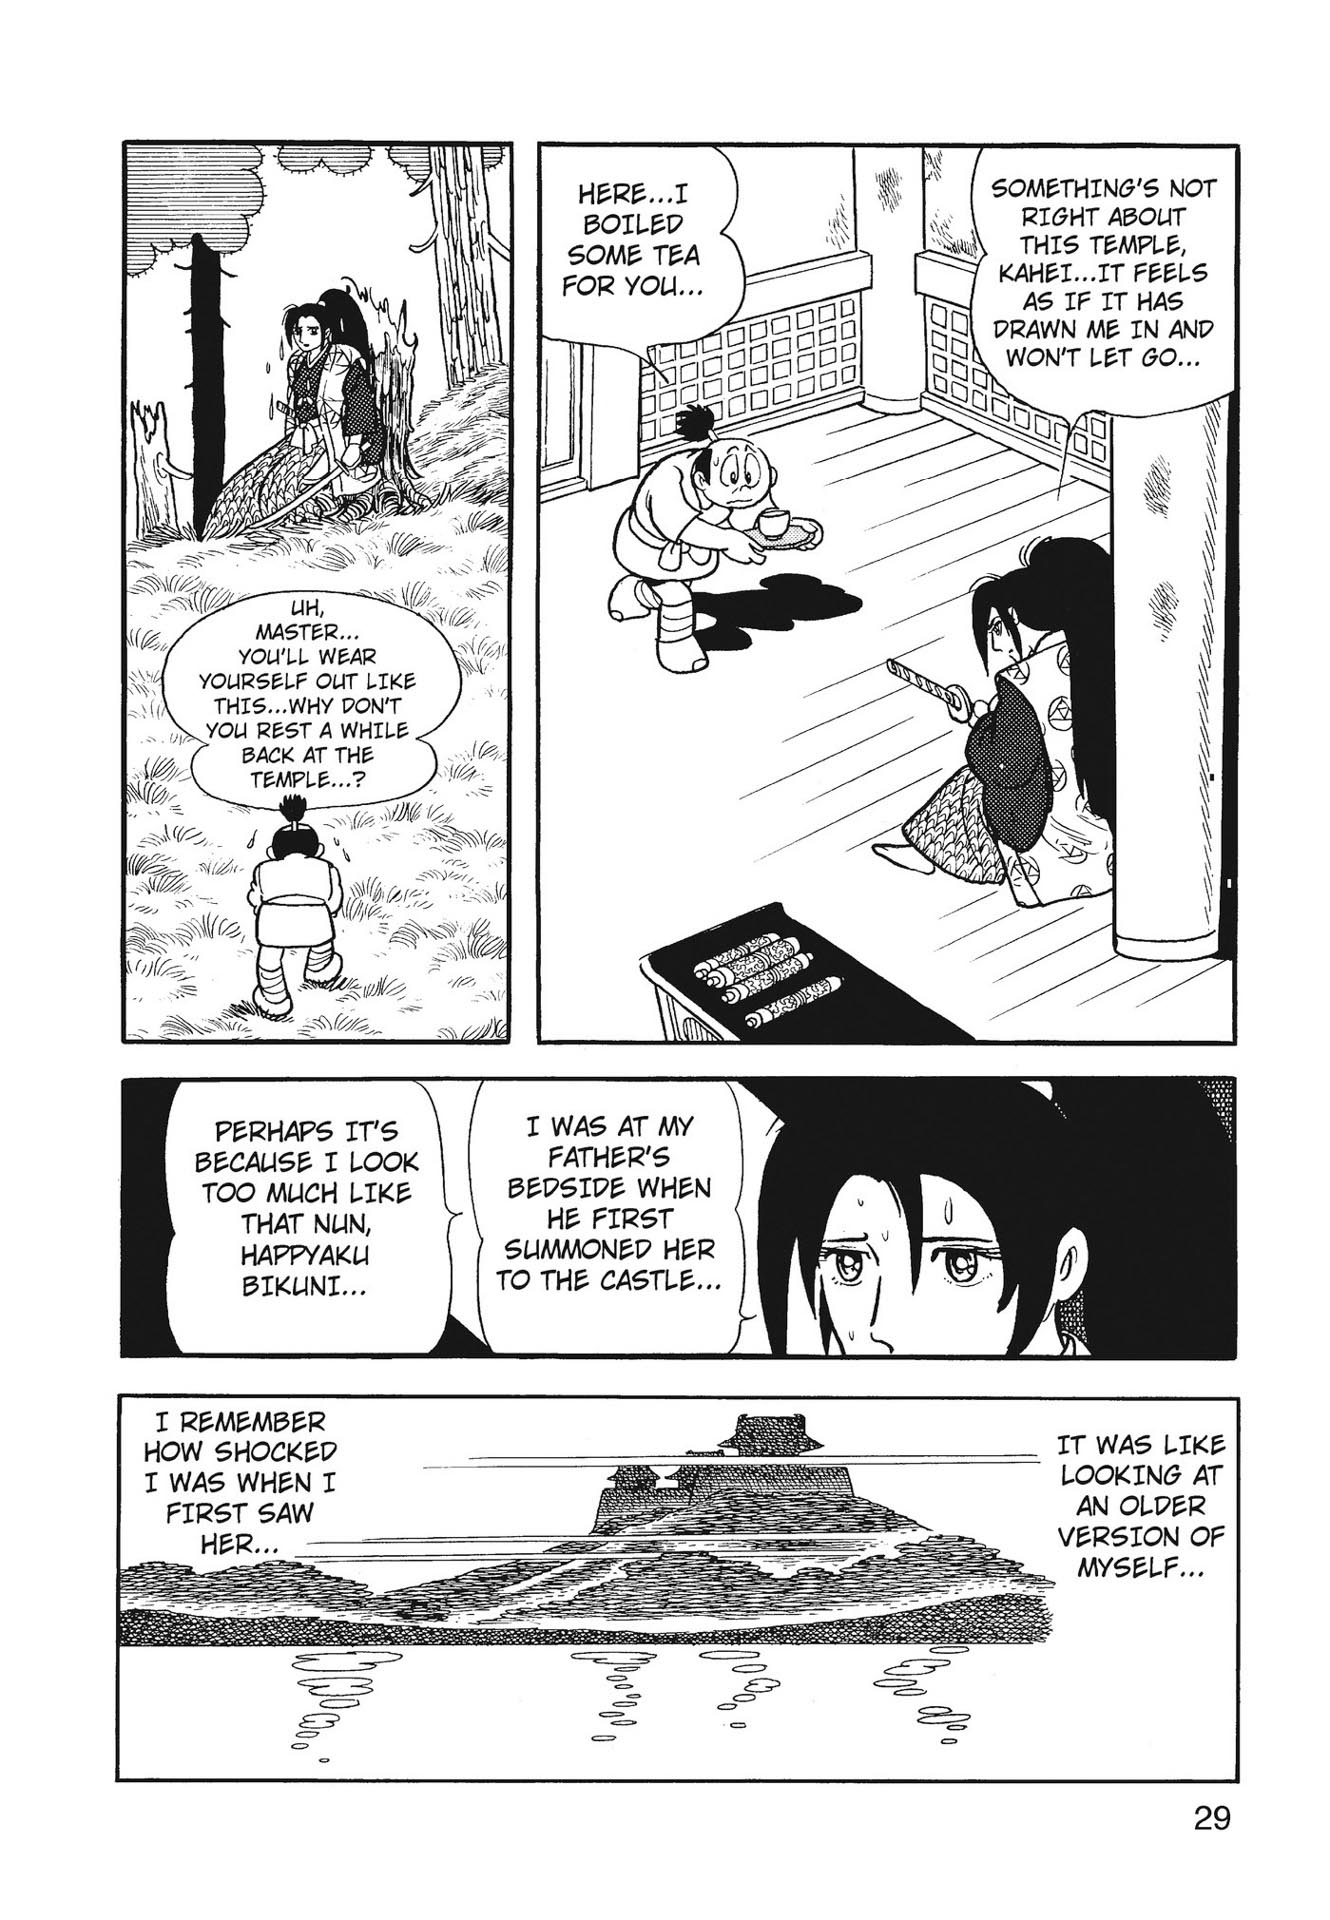 UH,
MASTER...
YOU'LL WEAR
YOURSELF OUT LIKE
THIS...WHY DON'T
YOU REST A WHILE
BACK AT THE
TEMPLE...?
HERE...I
BOILED
SOME TEA
FOR YOU...
SOMETHING'S NOT
RIGHT ABOUT
THIS TEMPLE,
KAHEI...IT FEELS
AS IF IT HAS
DRAWN ME IN AND
WON'T LET GO...
PERHAPS IT'S
BECAUSE I LOOK
TOO MUCH LIKE
THAT NUN,
HAPPYAKU
BIKUNI...
I WAS AT MY
FATHER'S
BEDSIDE WHEN
HE FIRST
SUMMONED HER
TO THE CASTLE...
I REMEMBER
HOW SHOCKED
I WAS WHEN I
FIRST SAW
HER...
IT WAS LIKE
LOOKING AT
AN OLDER
VERSION OF
MYSELF...
29